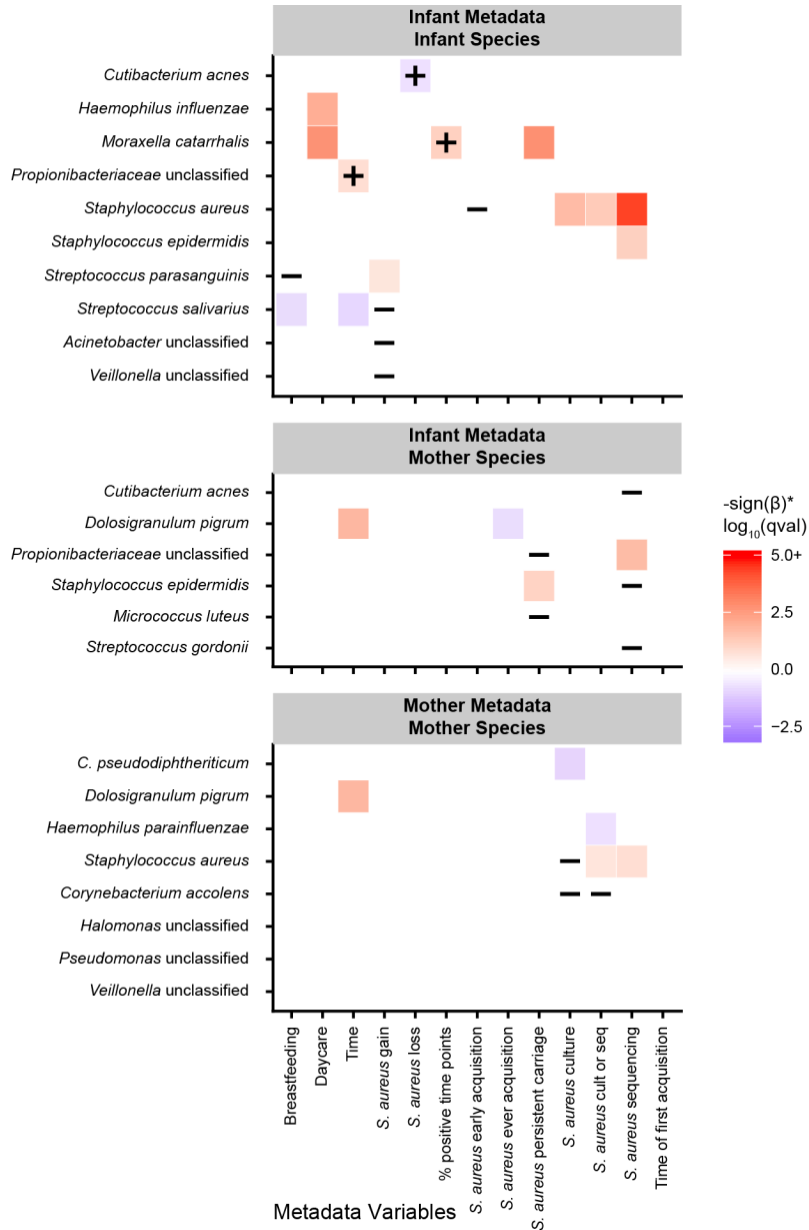 Infant Metadata
Infant Species
Cutibacterium acnes
Haemophilus influenzae
Moraxella catarrhalis
Propionibacteriaceae unclassified
Staphylococcus aureus
Staphylococcus epidermidis
Streptococcus parasanguinis
Streptococcus salivarius
Acinetobacter unclassified
Veillonella unclassified
Infant Metadata
Mother Species
Cutibacterium acnes
Dolosigranulum pigrum
Propionibacteriaceae unclassified
Staphylococcus epidermidis
Micrococcus luteus
Streptococcus gordonii
-sign(β)*
log₁₀(qval)
5.0+
2.5
0.0
−2.5
Mother Metadata
Mother Species
C. pseudodiphtheriticum
Dolosigranulum pigrum
Haemophilus parainfluenzae
Staphylococcus aureus
Corynebacterium accolens
Halomonas unclassified
Pseudomonas unclassified
Veillonella unclassified
Breastfeeding
Daycare
Time
S. aureus gain
S. aureus loss
% positive time points
S. aureus early acquisition
S. aureus ever acquisition
S. aureus persistent carriage
S. aureus culture
S. aureus cult or seq
S. aureus sequencing
Time of first acquisition
Metadata Variables